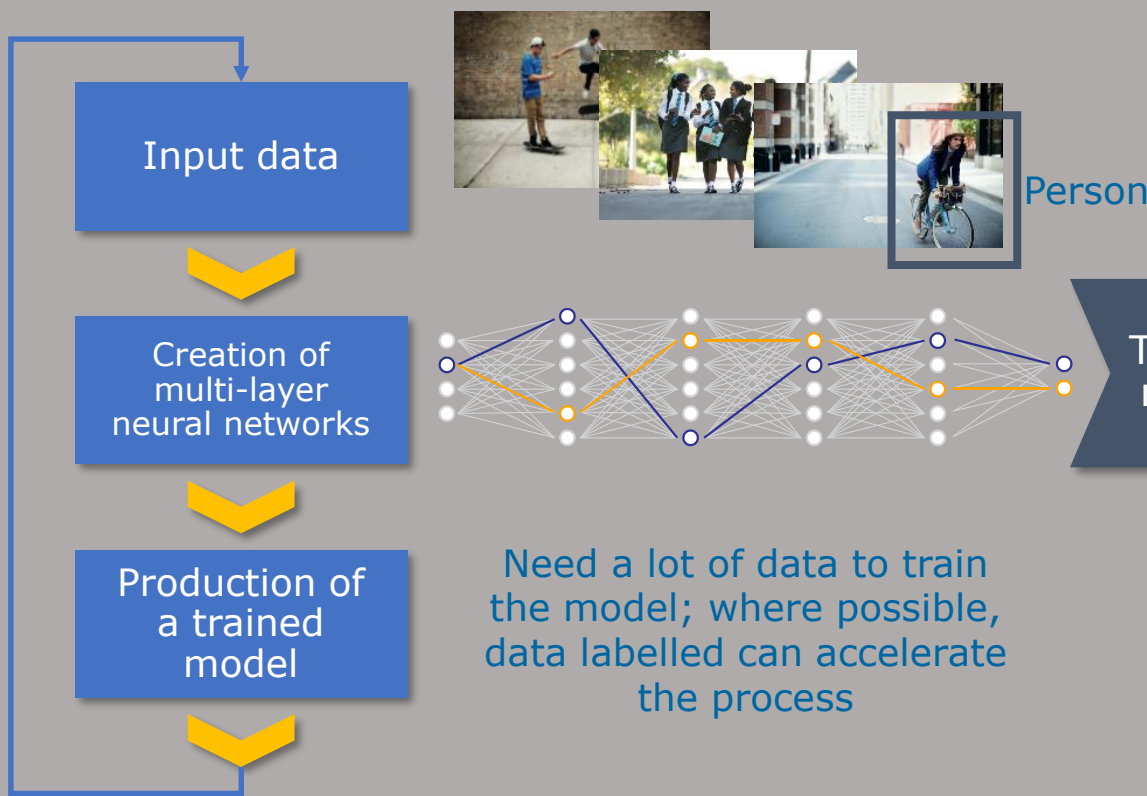 Input data
Person
Creation of
multi-layer
neural networks
Production of
a trained
model
Need a lot of data to train
the model; where possible,
data labelled can accelerate
the process